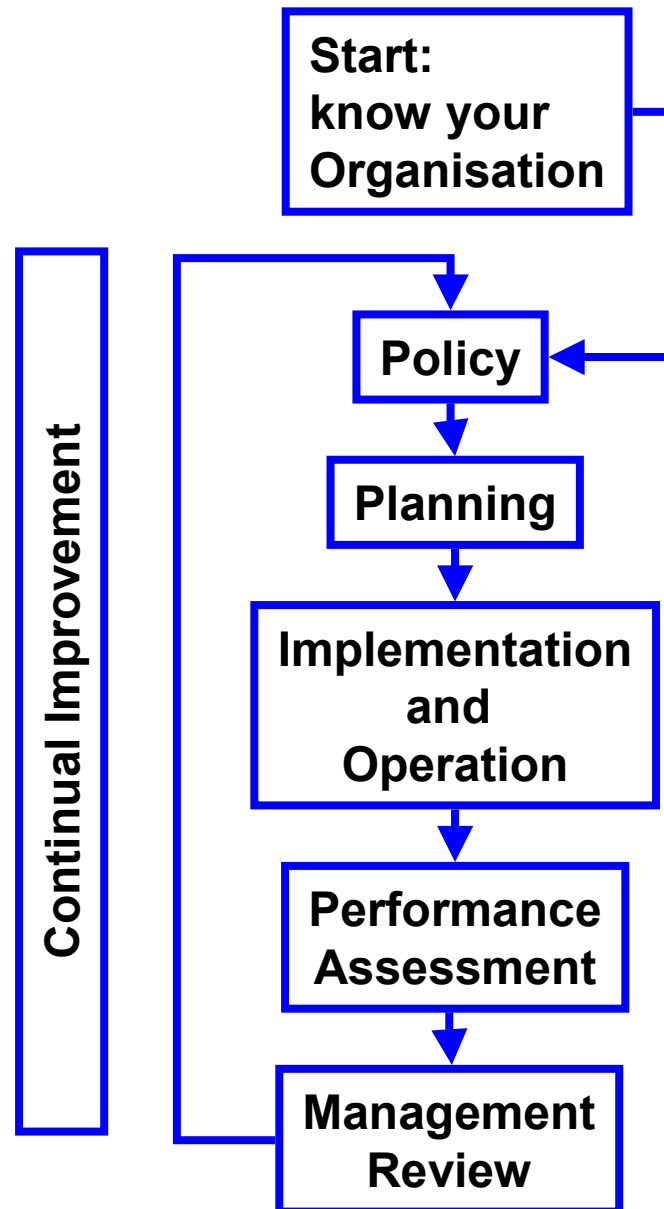 Start:
know your
Organisation
Continual Improvement
Policy
Planning
Implementation
and
Operation
Performance
Assessment
Management
Review